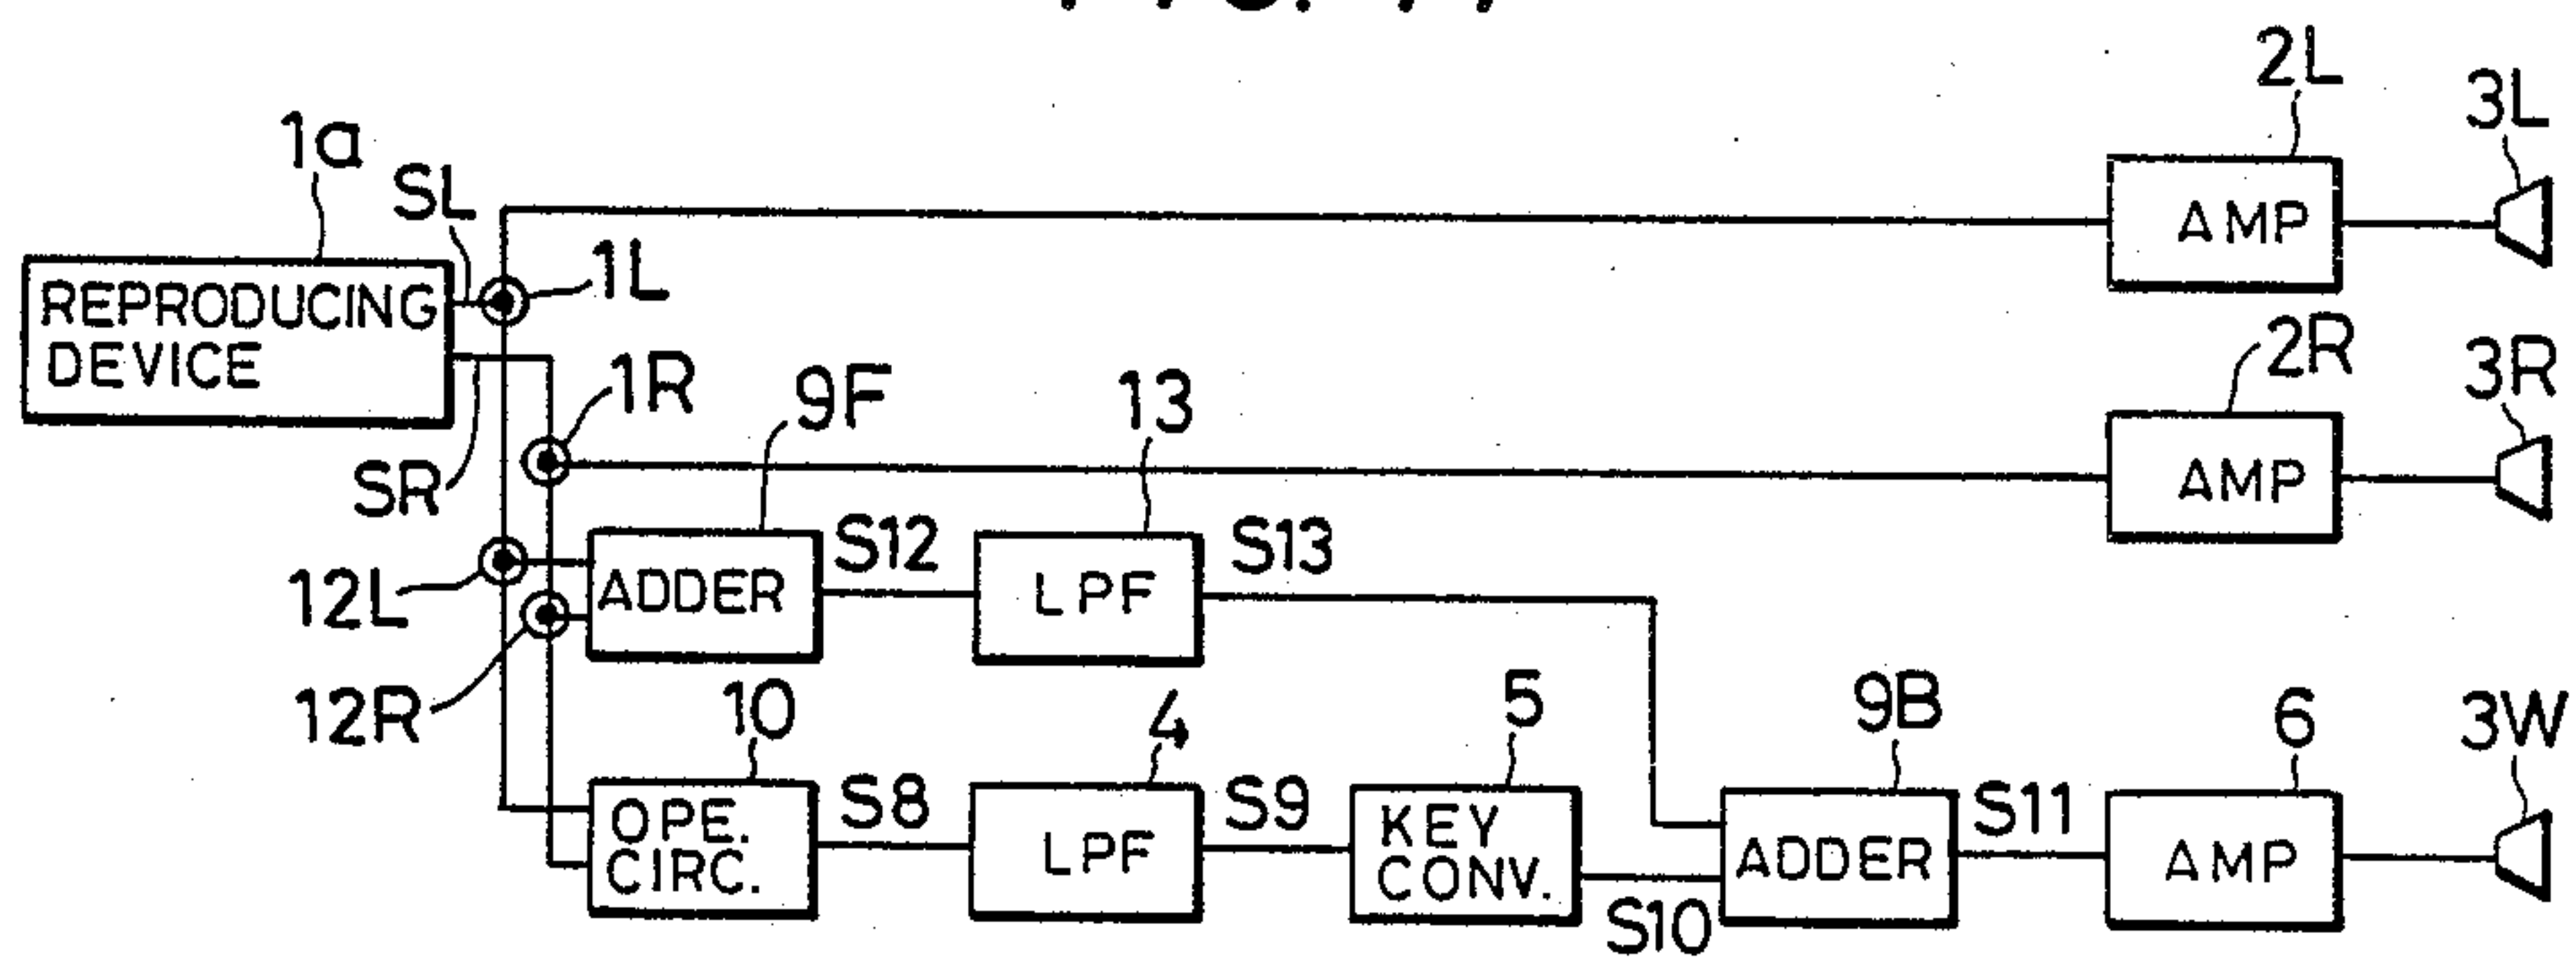 2L
3L
1a
SL
AMP
1L
REPRODUCING
DEVICE
2R
3R
1R
9F
13
SR
AMP
S12
S13
12L
ADDER
LPF
12R
10
4
5
9B
6
3W
S8
S9
S11
OPE.
CIRC.
LPF
KEY
CONV.
ADDER
AMP
S10